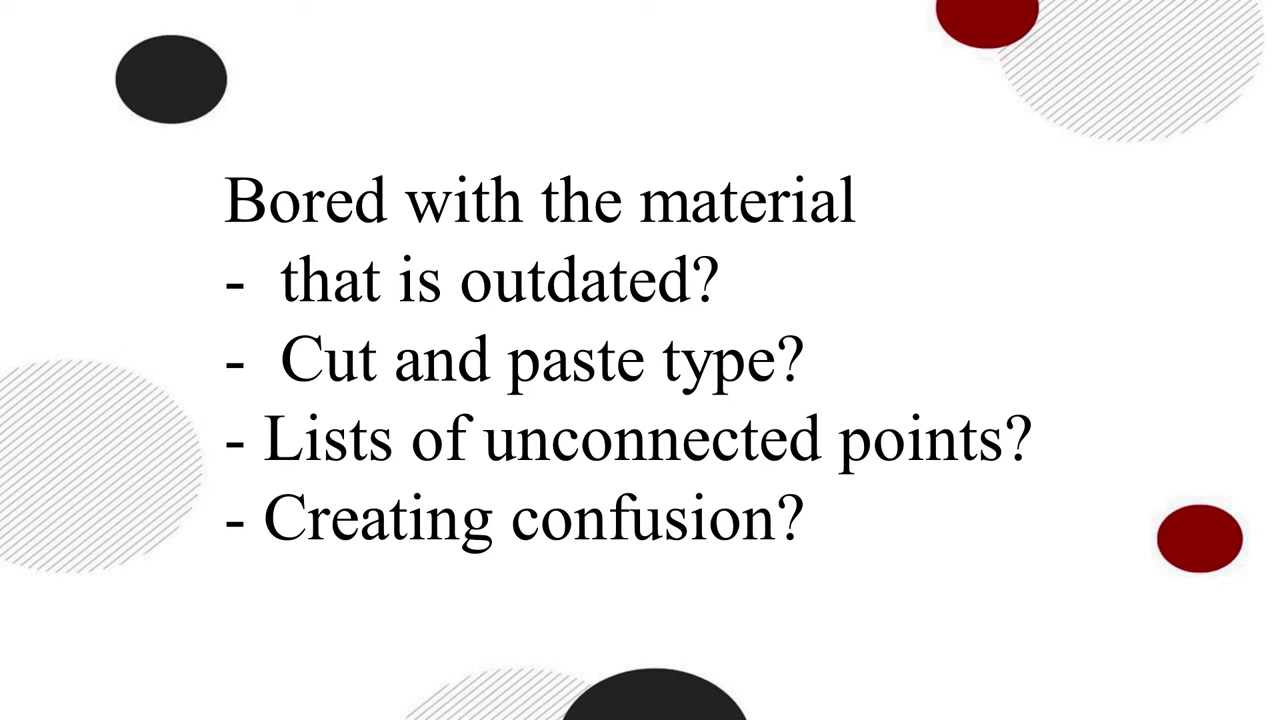 Bored with the material
-  that is outdated?
-  Cut and paste type?
- Lists of unconnected points?
- Creating confusion?